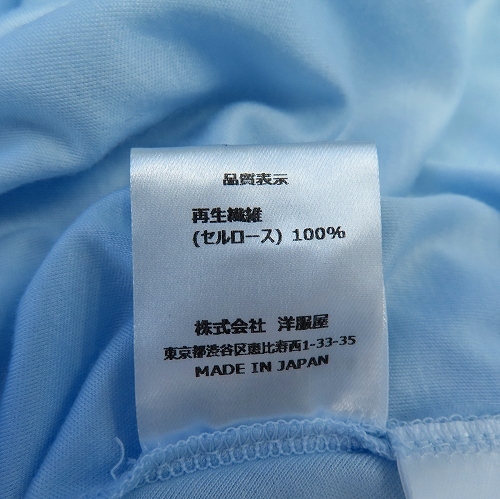 品質表示
再生繊維
(セルロース) 100%
株式会社 洋服屋
東京都渋谷区恵比寿西1-33-35
MADE IN JAPAN